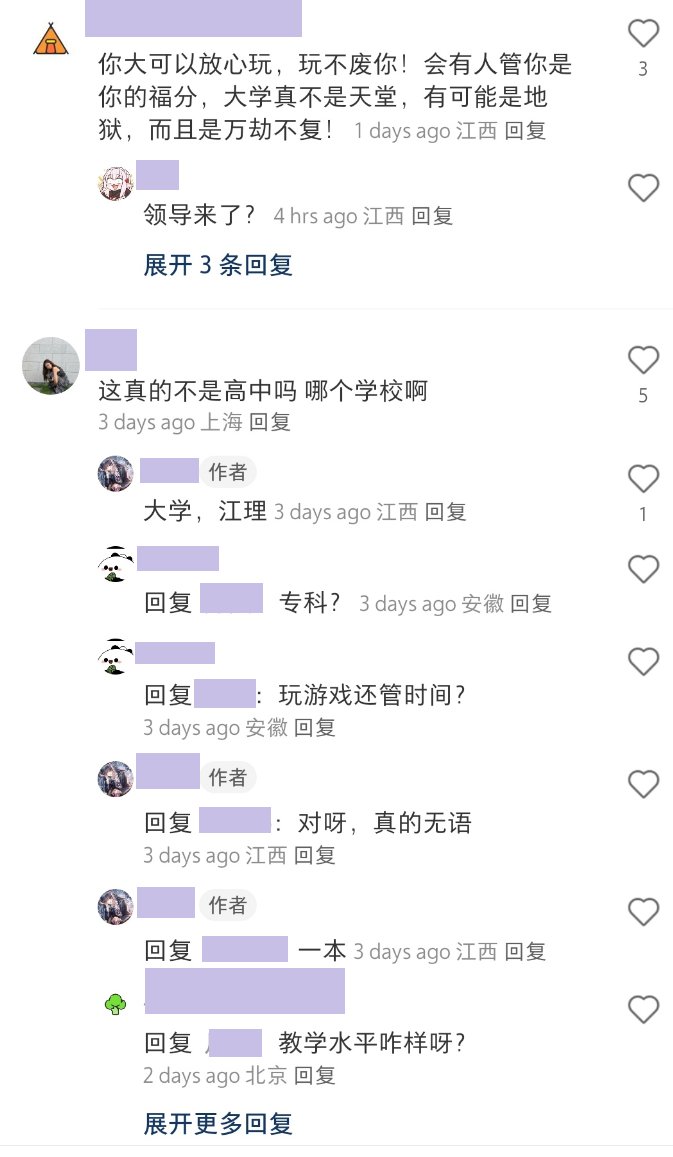 你大可以放心玩，玩不废你！会有人管你是
你的福分，大学真不是天堂，有可能是地
狱，而且是万劫不复！ 1 days ago 江西 回复
3
领导来了？ 4 hrs ago 江西 回复
展开 3 条回复
这真的不是高中吗 哪个学校啊
3 days ago 上海 回复
5
作者
大学，江理 3 days ago 江西 回复
1
回复 专科？ 3 days ago 安徽 回复
回复 ：玩游戏还管时间？
3 days ago 安徽 回复
作者
回复 ：对呀，真的无语
3 days ago 江西 回复
作者
回复 一本 3 days ago 江西 回复
回复 教学水平咋样呀？
2 days ago 北京 回复
展开更多回复